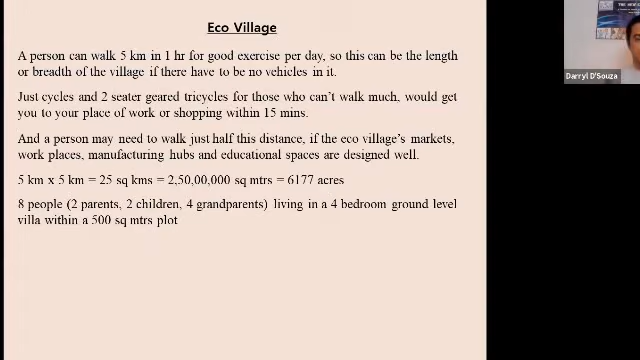 Eco Village
A person can walk 5 km in 1 hr for good exercise per day, so this can be the length
or breadth of the village if there have to be no vehicles in it.
Just cycles and 2 seater geared tricycles for those who can't walk much, would get
you to your place of work or shopping within 15 mins.
And a person may need to walk just half this distance, if the eco village's markets,
work places, manufacturing hubs and educational spaces are designed well.
5 km x 5 km = 25 sq kms = 2,50,00,000 sq mtrs = 6177 acres
8 people (2 parents, 2 children, 4 grandparents) living in a 4 bedroom ground level
villa within a 500 sq mtrs plot
Darryl D'Souza